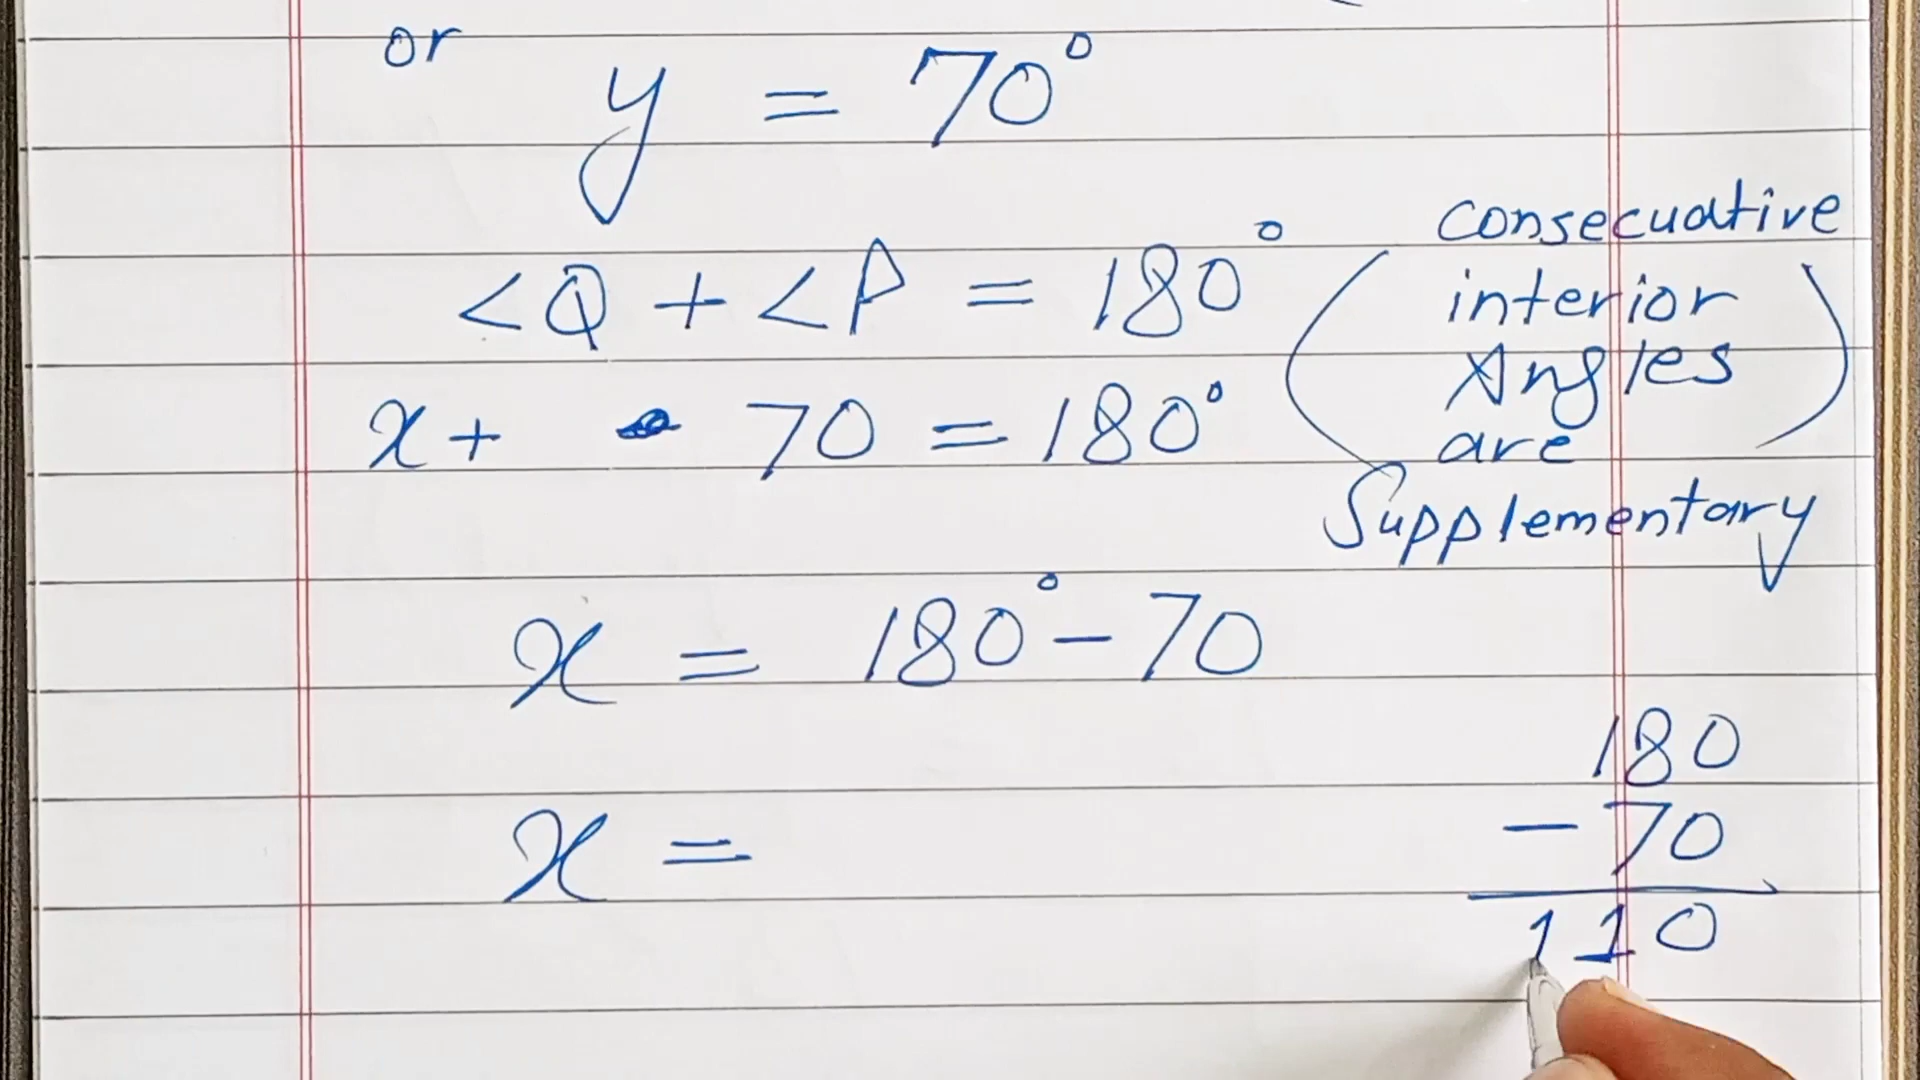 or
y = 70°
<Q + <P = 180°
(consecuative
interior
Angles
are
Supplementary)
x + 70 = 180°
x = 180° - 70
x =
180
- 70
110